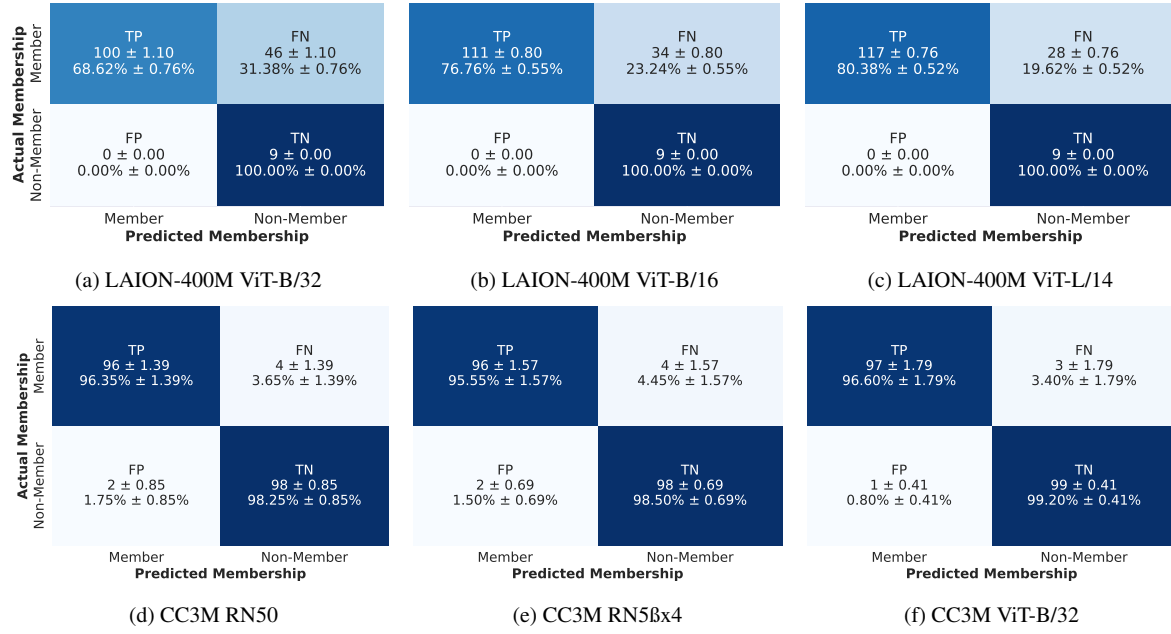 TP
100 ± 1.10
68.62% ± 0.76%
FN
46 ± 1.10
31.38% ± 0.76%
FP
0 ± 0.00
0.00% ± 0.00%
TN
9 ± 0.00
100.00% ± 0.00%
Actual Membership
Member
Non-Member
Member
Non-Member
Predicted Membership
(a) LAION-400M ViT-B/32
TP
111 ± 0.80
76.76% ± 0.55%
FN
34 ± 0.80
23.24% ± 0.55%
FP
0 ± 0.00
0.00% ± 0.00%
TN
9 ± 0.00
100.00% ± 0.00%
Member
Non-Member
Predicted Membership
(b) LAION-400M ViT-B/16
TP
117 ± 0.76
80.38% ± 0.52%
FN
28 ± 0.76
19.62% ± 0.52%
FP
0 ± 0.00
0.00% ± 0.00%
TN
9 ± 0.00
100.00% ± 0.00%
Member
Non-Member
Predicted Membership
(c) LAION-400M ViT-L/14
TP
96 ± 1.39
96.35% ± 1.39%
FN
4 ± 1.39
3.65% ± 1.39%
FP
2 ± 0.85
1.75% ± 0.85%
TN
98 ± 0.85
98.25% ± 0.85%
Actual Membership
Member
Non-Member
Member
Non-Member
Predicted Membership
(d) CC3M RN50
TP
96 ± 1.57
95.55% ± 1.57%
FN
4 ± 1.57
4.45% ± 1.57%
FP
2 ± 0.69
1.50% ± 0.69%
TN
98 ± 0.69
98.50% ± 0.69%
Member
Non-Member
Predicted Membership
(e) CC3M RN5ßx4
TP
97 ± 1.79
96.60% ± 1.79%
FN
3 ± 1.79
3.40% ± 1.79%
FP
1 ± 0.41
0.80% ± 0.41%
TN
99 ± 0.41
99.20% ± 0.41%
Member
Non-Member
Predicted Membership
(f) CC3M ViT-B/32